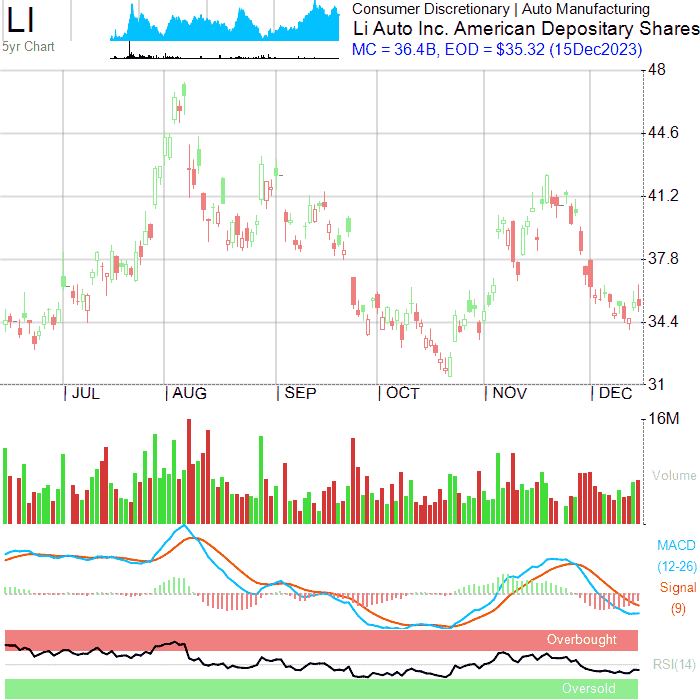 LI
5yr Chart
Consumer Discretionary | Auto Manufacturing
Li Auto Inc. American Depositary Shares
MC = 36.4B, EOD = $35.32 (15Dec2023)
48
44.6
41.2
37.8
34.4
31
JUL AUG SEP OCT NOV DEC
16M
Volume
MACD
(12-26)
Signal
(9)
Overbought
RSI(14)
Oversold